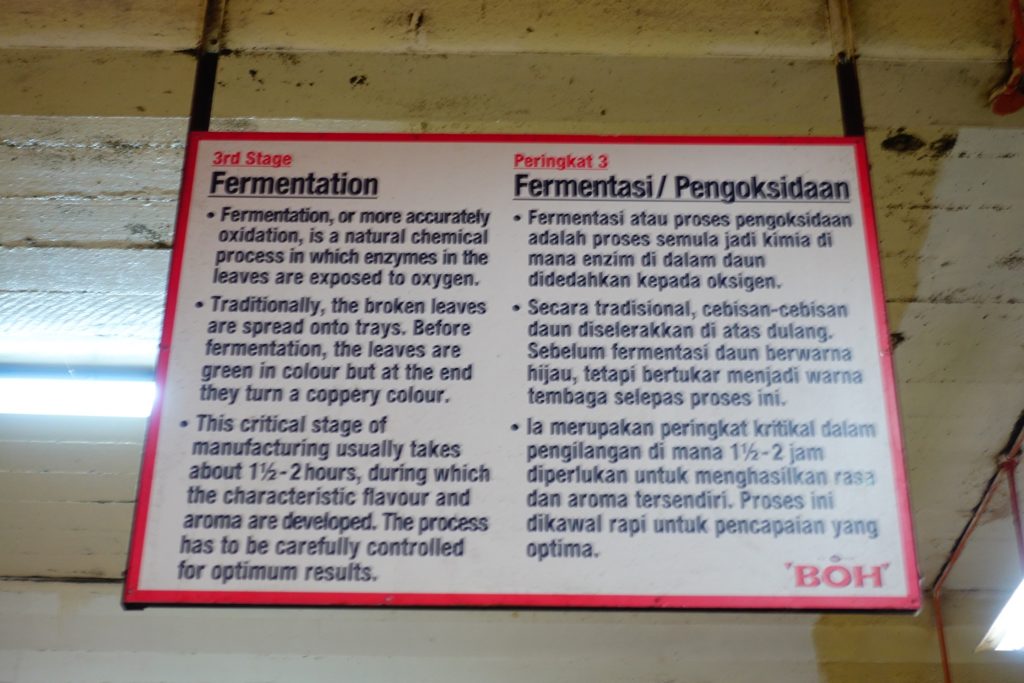 3rd Stage
Fermentation
• Fermentation, or more accurately
oxidation, is a natural chemical
process in which enzymes in the
leaves are exposed to oxygen.
• Traditionally, the broken leaves
are spread onto trays. Before
fermentation, the leaves are
green in colour but at the end
they turn a coppery colour.
• This critical stage of
manufacturing usually takes
about 1½-2 hours, during which
the characteristic flavour and
aroma are developed. The process
has to be carefully controlled
for optimum results.
Peringkat 3
Fermentasi / Pengoksidaan
• Fermentasi atau proses pengoksidaan
adalah proses semula jadi kimia di
mana enzim di dalam daun
didedahkan kepada oksigen.
• Secara tradisional, cebisan-cebisan
daun diselerakkan di atas dulang.
Sebelum fermentasi daun berwarna
hijau, tetapi bertukar menjadi warna
tembaga selepas proses ini.
• Ia merupakan peringkat kritikal dalam
pengilangan di mana 1½-2 jam
diperlukan untuk menghasilkan rasa
dan aroma tersendiri. Proses ini
dikawal rapi untuk pencapaian yang
optima.
'BOH'